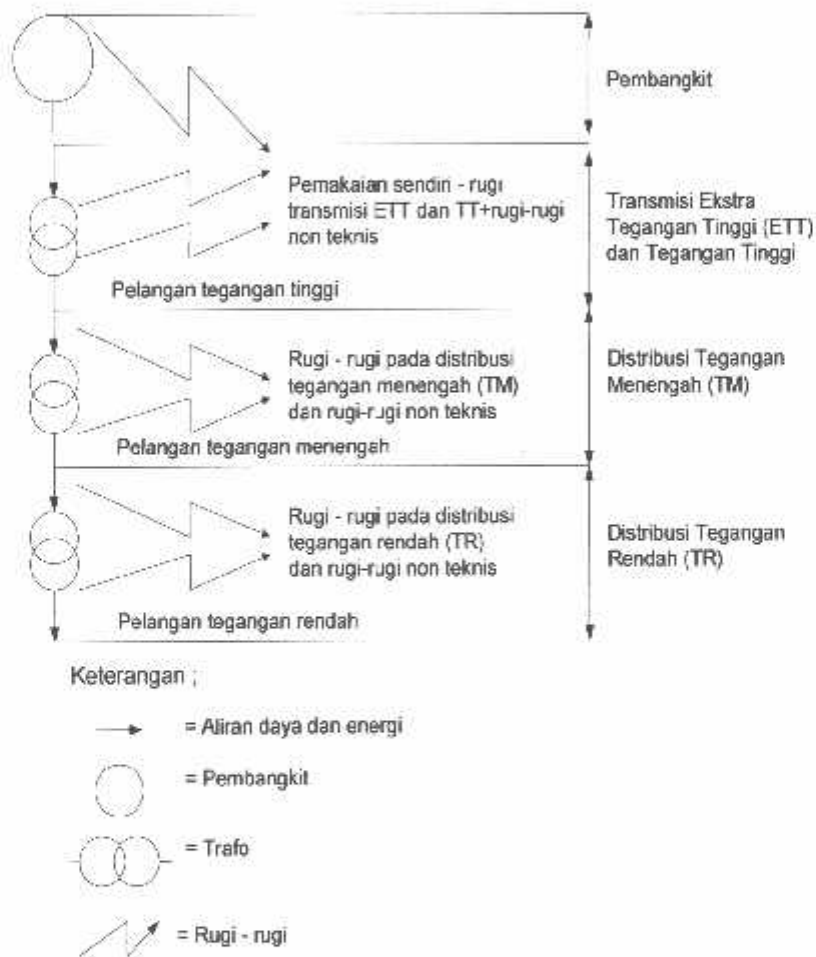 Pembangkit
Pemakaian sendiri - rugi
transmisi ETT dan TT+rugi-rugi
non teknis
Transmisi Ekstra
Tegangan Tinggi (ETT)
dan Tegangan Tinggi
Pelangan tegangan tinggi
Rugi - rugi pada distribusi
tegangan menengah (TM)
dan rugi-rugi non teknis
Distribusi Tegangan
Menengah (TM)
Pelangan tegangan menengah
Rugi - rugi pada distribusi
tegangan rendah (TR)
dan rugi-rugi non teknis
Distribusi Tegangan
Rendah (TR)
Pelangan tegangan rendah
Keterangan ;
= Aliran daya dan energi
= Pembangkit
= Trafo
= Rugi - rugi